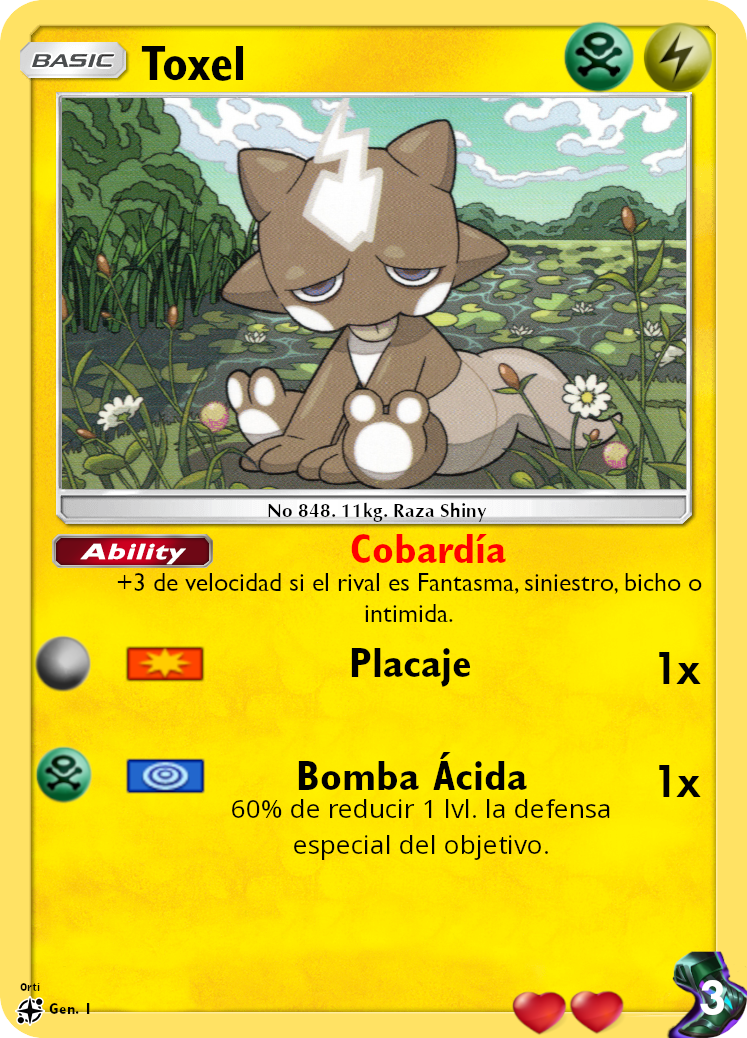 BASIC Toxel
No 848. 11kg. Raza Shiny
Ability Cobardía
+3 de velocidad si el rival es Fantasma, siniestro, bicho o
intimida.
Placaje 1x
Bomba Ácida 1x
60% de reducir 1 lvl. la defensa
especial del objetivo.
Orti
Gen. 1
3